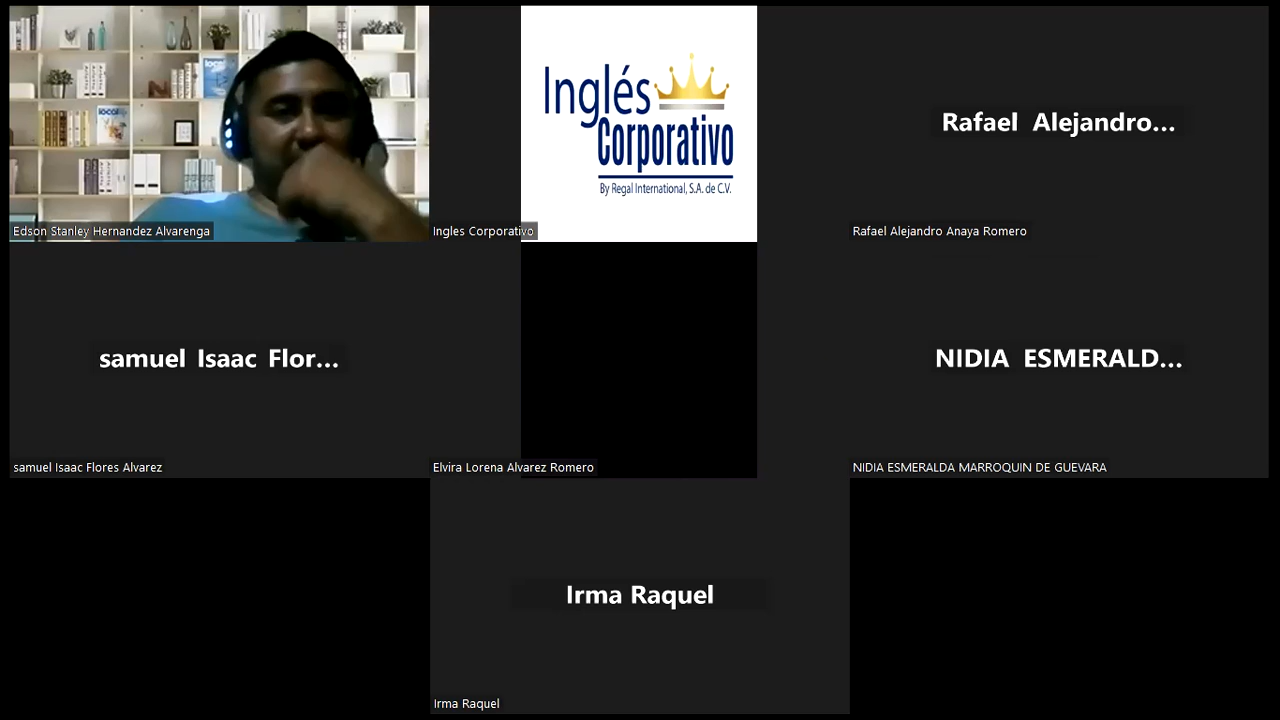 Edson Stanley Hernandez Alvarenga
Inglés
Corporativo
By Regal International, S.A. de C.V.
Ingles Corporativo
Rafael Alejandro...
Rafael Alejandro Anaya Romero
samuel Isaac Flor...
samuel Isaac Flores Alvarez
Elvira Lorena Alvarez Romero
NIDIA ESMERALD...
NIDIA ESMERALDA MARROQUIN DE GUEVARA
Irma Raquel
Irma Raquel